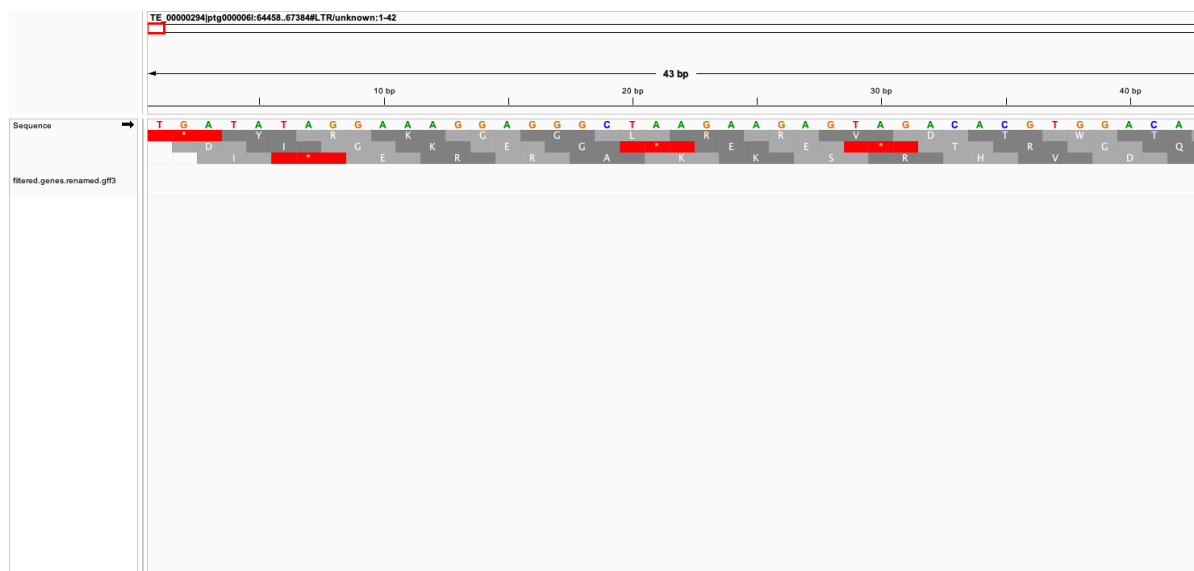 TE_00000294|ptg000006l:64458..67384#LTR/unknown:1-42
43 bp
10 bp 20 bp 30 bp 40 bp
Sequence T G A T A T A G G A A A G G A G G G C T A A G A A G A G T A G A C A C G T G G A C A
* Y R K G G L R R V D T W T
D I G K E G * E E * T R G Q
I * E R R A K K S R H V D
filtered.genes.renamed.gff3